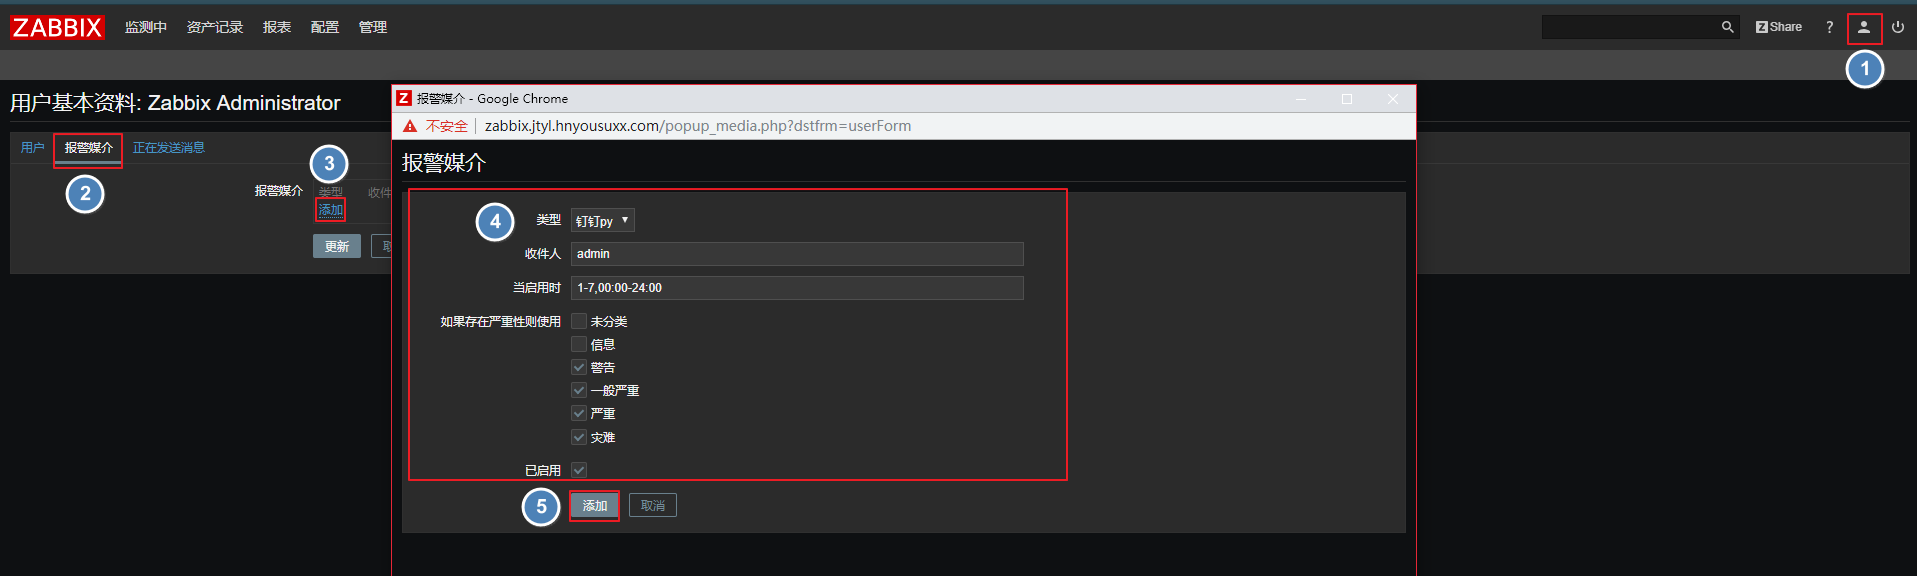 ZABBIX 监测中 资产记录 报表 配置 管理 Z Share ?
1
用户基本资料: Zabbix Administrator
Z 报警媒介 - Google Chrome
不安全 zabbix.jtyl.hnyousuxx.com/popup_media.php?dstfrm=userForm
用户 报警媒介 正在发送消息
2
3
报警媒介 类型 收件
添加
更新 取
报警媒介
4
类型 钉钉py
收件人 admin
当启用时 1-7,00:00-24:00
如果存在严重性则使用 未分类
信息
警告
一般严重
严重
灾难
已启用
5
添加 取消